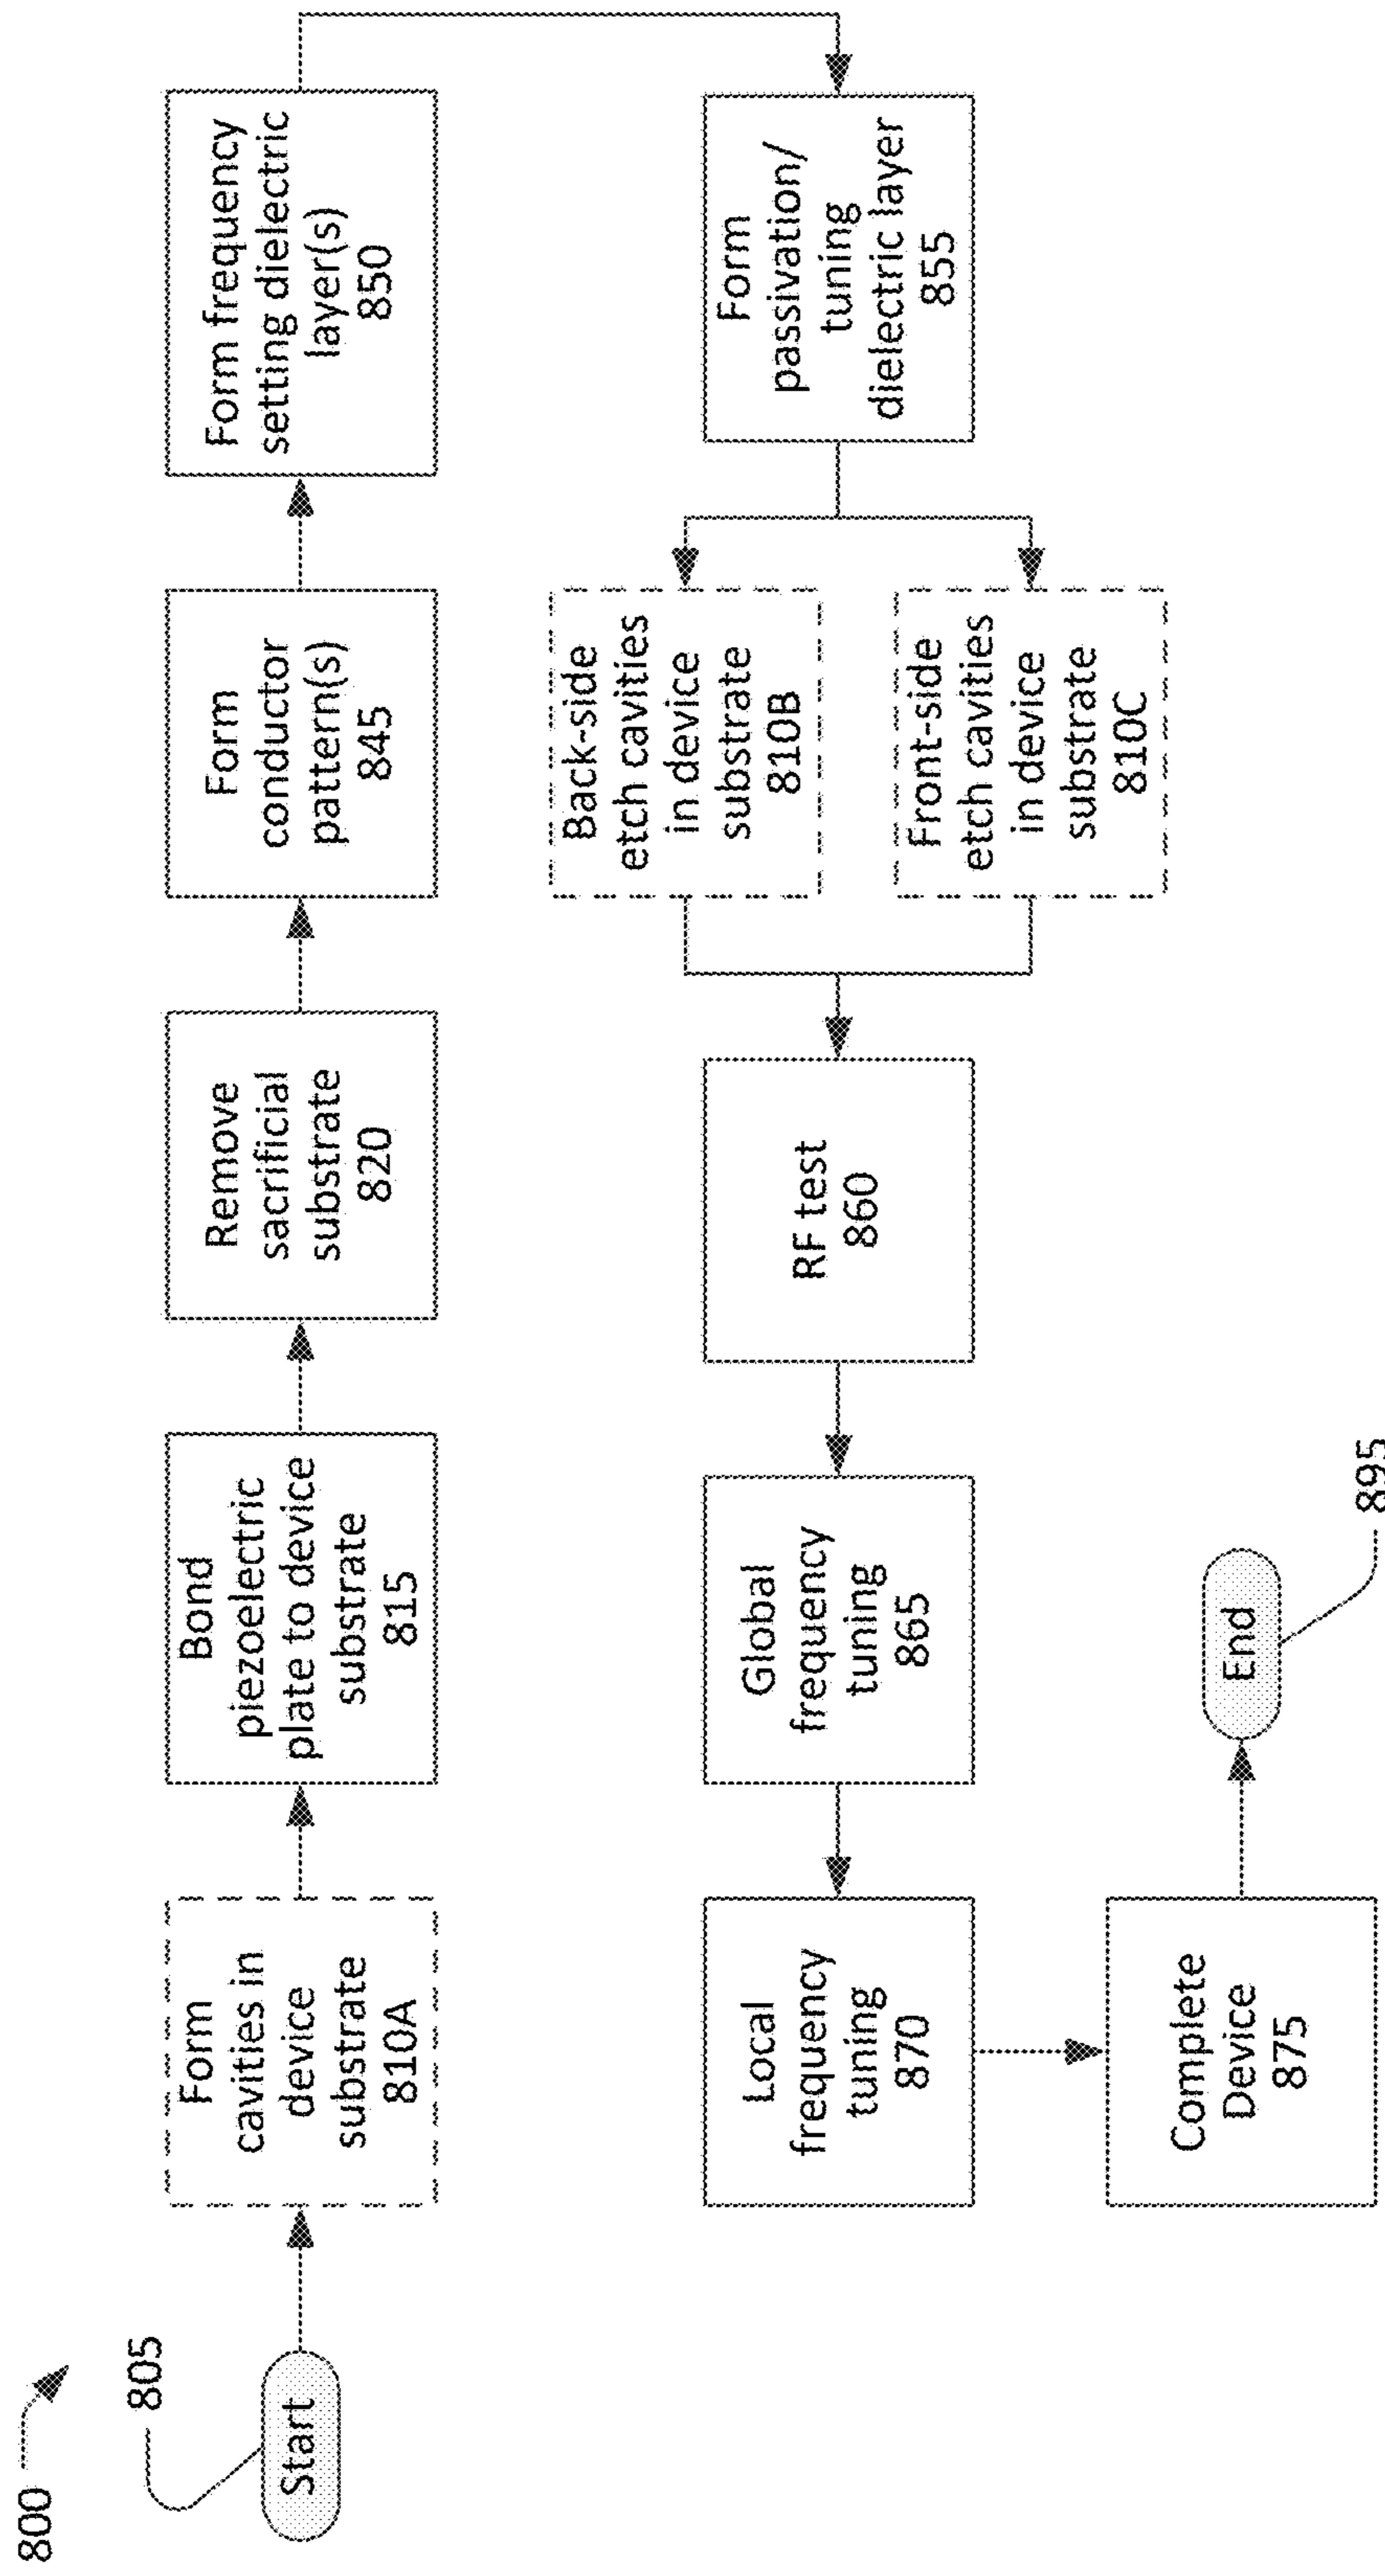 800
805
Start
Form
cavities in
device
substrate
810A
Bond
piezoelectric
plate to device
substrate
815
Remove
sacrificial
substrate
820
Form
conductor
pattern(s)
845
Form frequency
setting dielectric
layer(s)
850
Form
passivation/
tuning
dielectric layer
855
Back-side
etch cavities
in device
substrate
810B
Front-side
etch cavities
in device
substrate
810C
RF test
860
Global
frequency
tuning
865
Local
frequency
tuning
870
Complete
Device
875
End
895